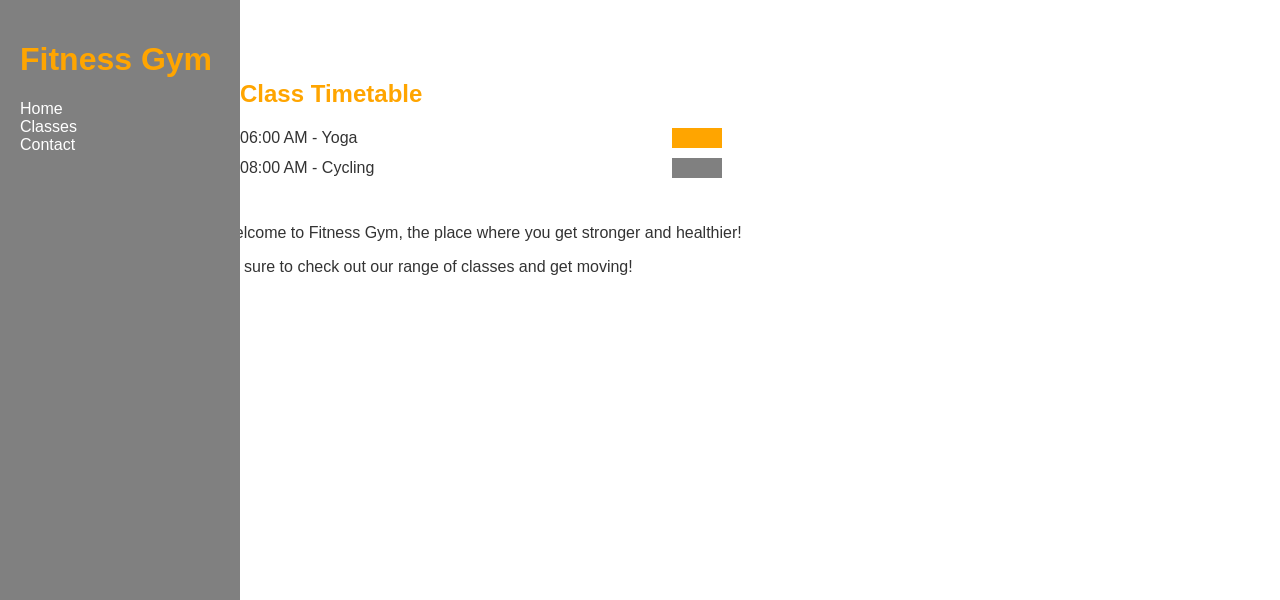 Fitness Gym
Home
Classes
Contact
Class Timetable
06:00 AM - Yoga
08:00 AM - Cycling
elcome to Fitness Gym, the place where you get stronger and healthier!
sure to check out our range of classes and get moving!